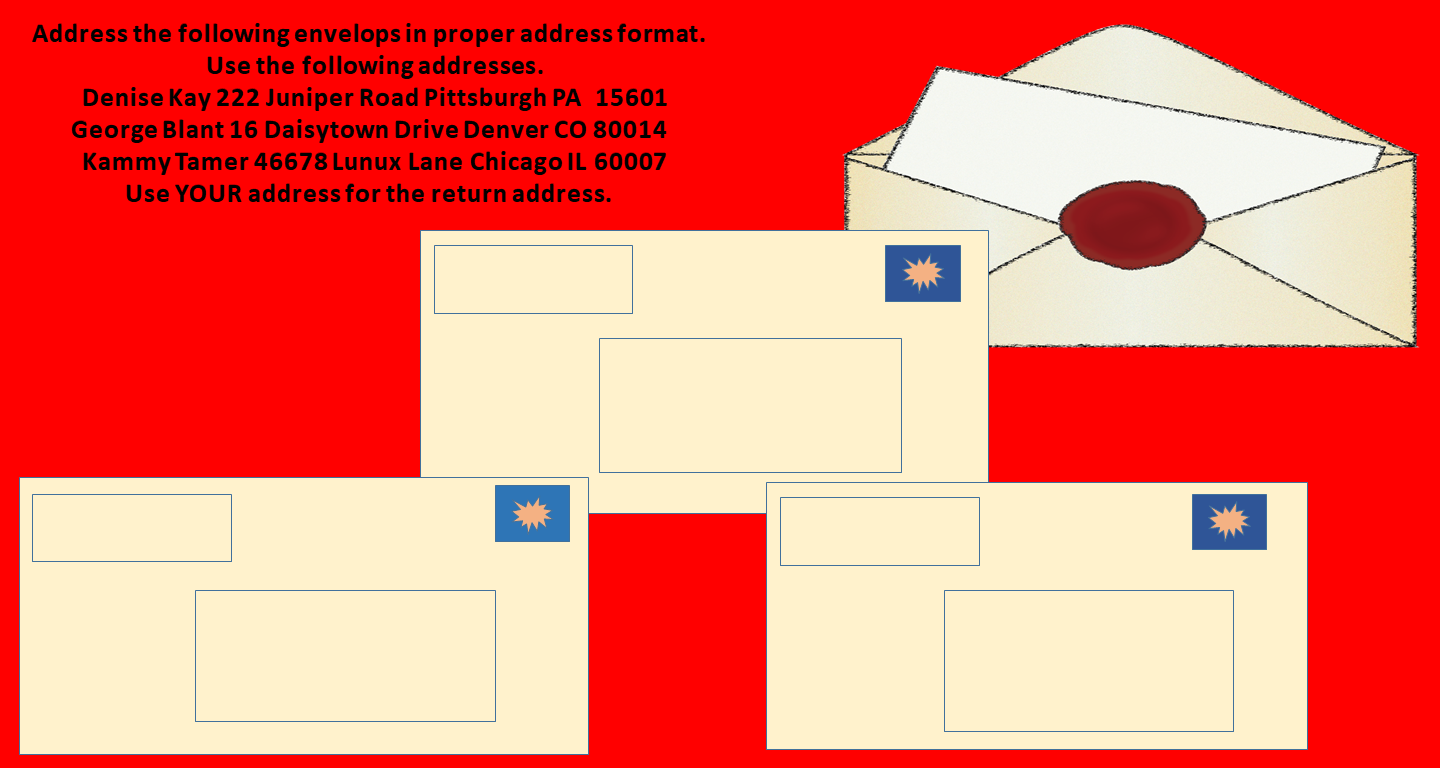 Address the following envelops in proper address format.
Use the following addresses.
Denise Kay 222 Juniper Road Pittsburgh PA 15601
George Blant 16 Daisytown Drive Denver CO 80014
Kammy Tamer 46678 Lunux Lane Chicago IL 60007
Use YOUR address for the return address.